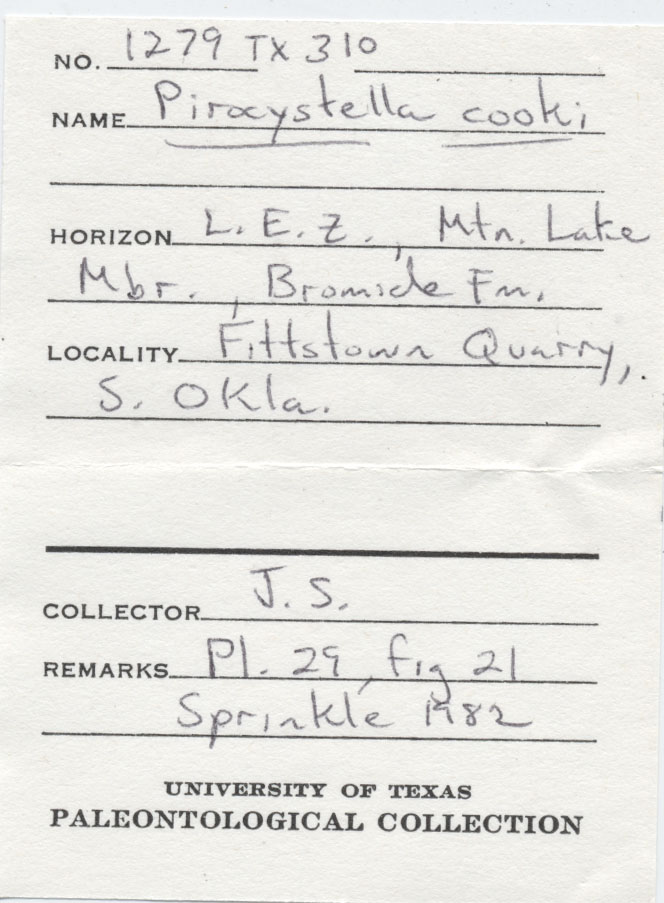 NO. 1279 TX 310
NAME Pirocystella cooki
HORIZON L.E.Z., Mtn. Lake
Mbr., Bromide Fm.
LOCALITY Fittstown Quarry,
S. Okla.
COLLECTOR J.S.
REMARKS Pl. 29, fig 21
Sprinkle 1982
UNIVERSITY OF TEXAS
PALEONTOLOGICAL COLLECTION